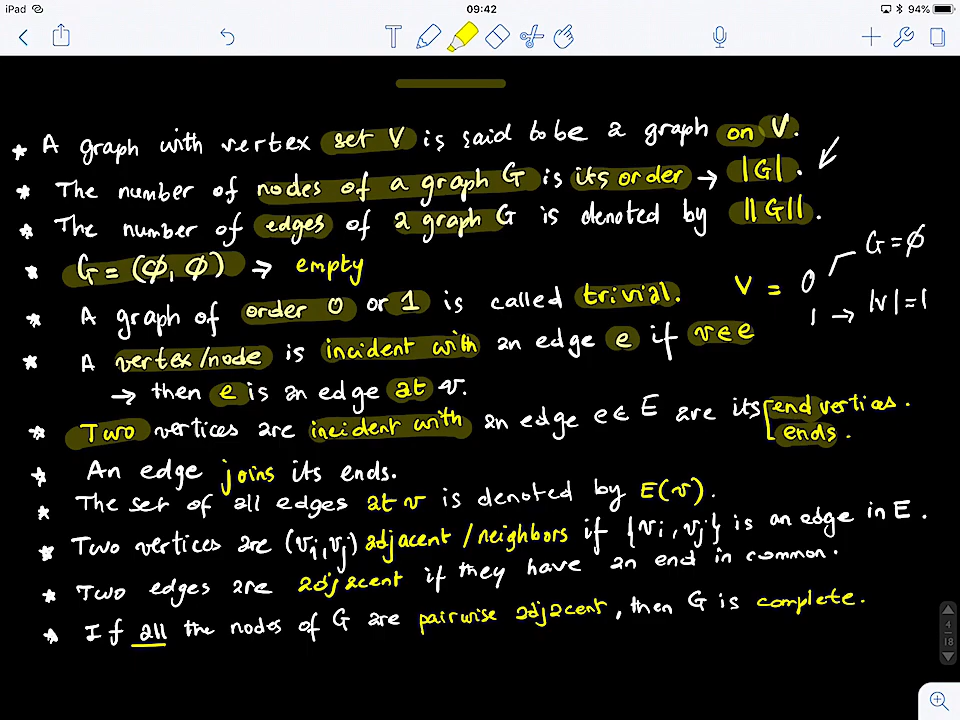 iPad
09:42
94%
T
* A graph with vertex set V is said to be a graph on V.
* The number of nodes of a graph G is its order → |G|.
* The number of edges of a graph G is denoted by ||G||.
* G = (φ, φ) → empty
G = φ
V = 0
1 → |V| = 1
* A graph of order 0 or 1 is called trivial.
* A vertex/node is incident with an edge e if v∈e
→ then e is an edge at v.
* Two vertices are incident with an edge e∈E are its end vertices.
ends.
* An edge joins its ends.
* The set of all edges at v is denoted by E(v).
* Two vertices are (vi, vj) adjacent/neighbors if {vi, vj} is an edge in E.
* Two edges are adjacent if they have an end in common.
* If all the nodes of G are pairwise adjacent, then G is complete.
4
18